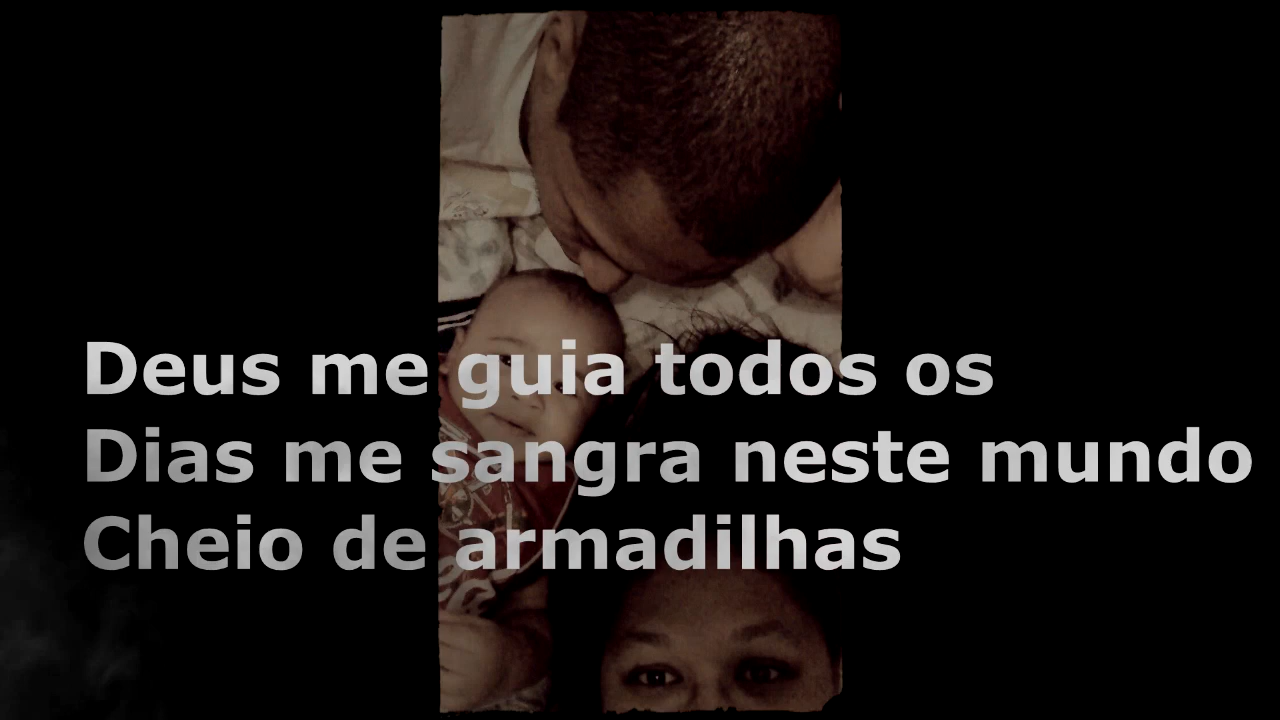 Deus me guia todos os
Dias me sangra neste mundo
Cheio de armadilhas